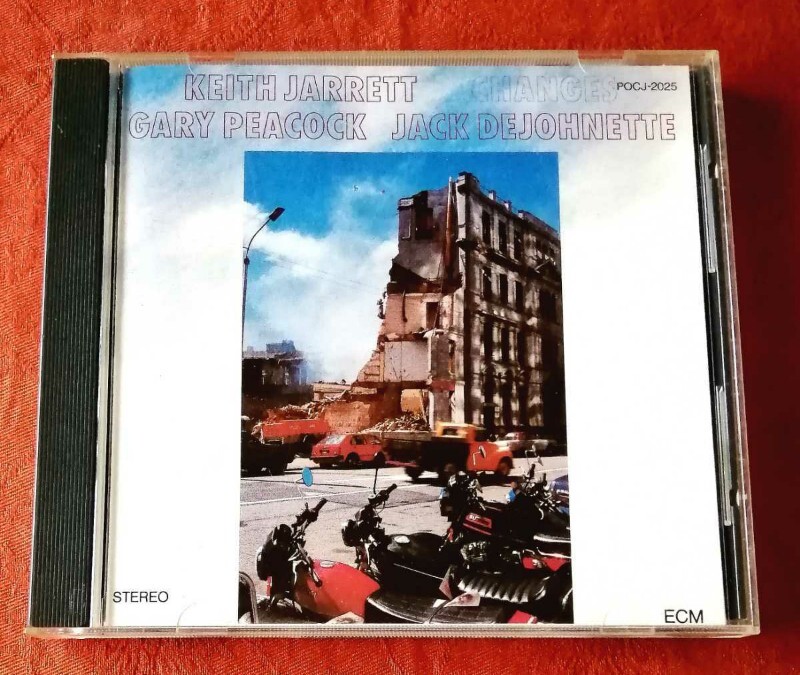 KEITH JARRETT CHANGES POCJ-2025
GARY PEACOCK JACK DEJOHNETTE
STEREO
ECM